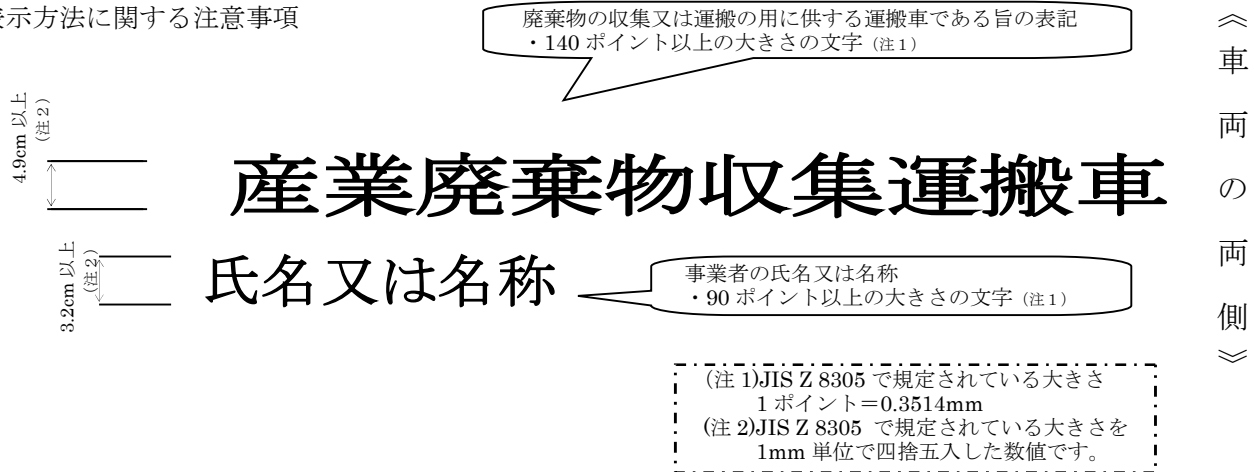 表示方法に関する注意事項
廃棄物の収集又は運搬の用に供する運搬車である旨の表記
・140 ポイント以上の大きさの文字 (注1)
4.9cm 以上
(注2)
産業廃棄物収集運搬車
3.2cm 以上
(注2)
氏名又は名称
事業者の氏名又は名称
・90 ポイント以上の大きさの文字 (注1)
(注 1)JIS Z 8305 で規定されている大きさ
1 ポイント＝0.3514mm
(注 2)JIS Z 8305 で規定されている大きさを
1mm 単位で四捨五入した数値です。
《車両の両側》